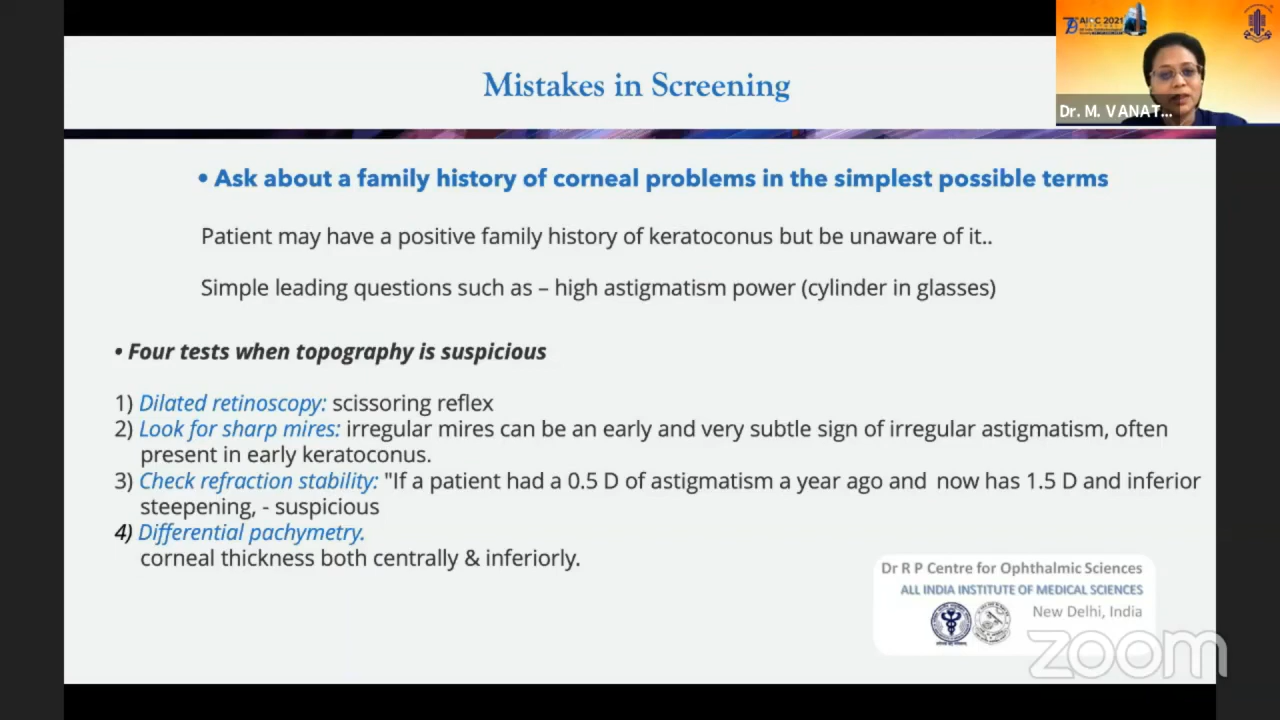 AIOC 2021
Dr. M. VANAT...
Mistakes in Screening
• Ask about a family history of corneal problems in the simplest possible terms
Patient may have a positive family history of keratoconus but be unaware of it..
Simple leading questions such as – high astigmatism power (cylinder in glasses)
• Four tests when topography is suspicious
1) Dilated retinoscopy: scissoring reflex
2) Look for sharp mires: irregular mires can be an early and very subtle sign of irregular astigmatism, often
present in early keratoconus.
3) Check refraction stability: "If a patient had a 0.5 D of astigmatism a year ago and now has 1.5 D and inferior
steepening, - suspicious
4) Differential pachymetry.
corneal thickness both centrally & inferiorly.
Dr R P Centre for Ophthalmic Sciences
ALL INDIA INSTITUTE OF MEDICAL SCIENCES
New Delhi, India
zoom